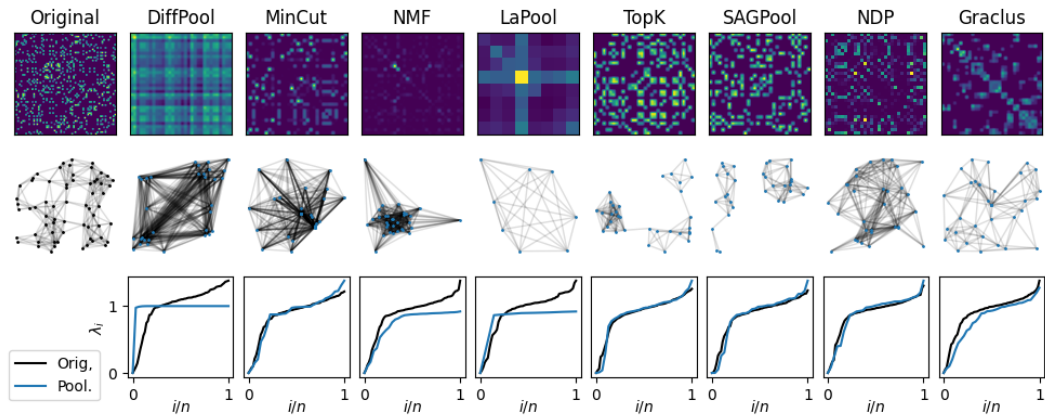 Original DiffPool MinCut NMF LaPool TopK SAGPool NDP Graclus
1
λi
0
Orig,
Pool.
0 1 0 1 0 1 0 1 0 1 0 1 0 1 0 1
i/n i/n i/n i/n i/n i/n i/n i/n